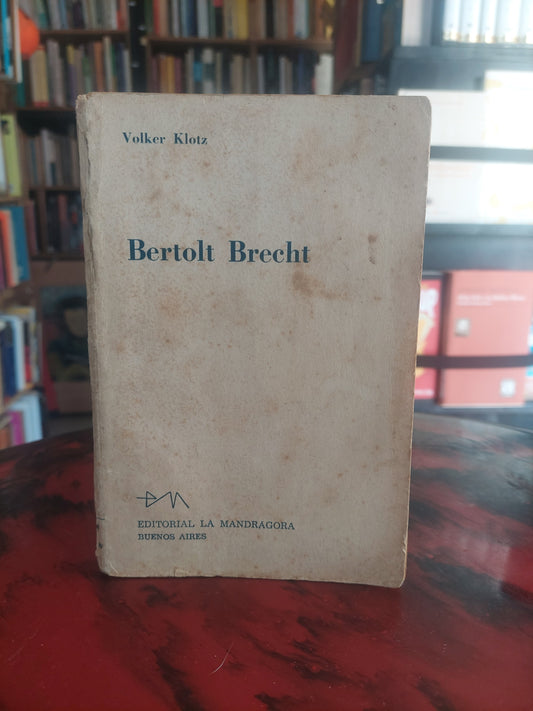 Volker Klotz
Bertolt Brecht
EDITORIAL LA MANDRAGORA
BUENOS AIRES